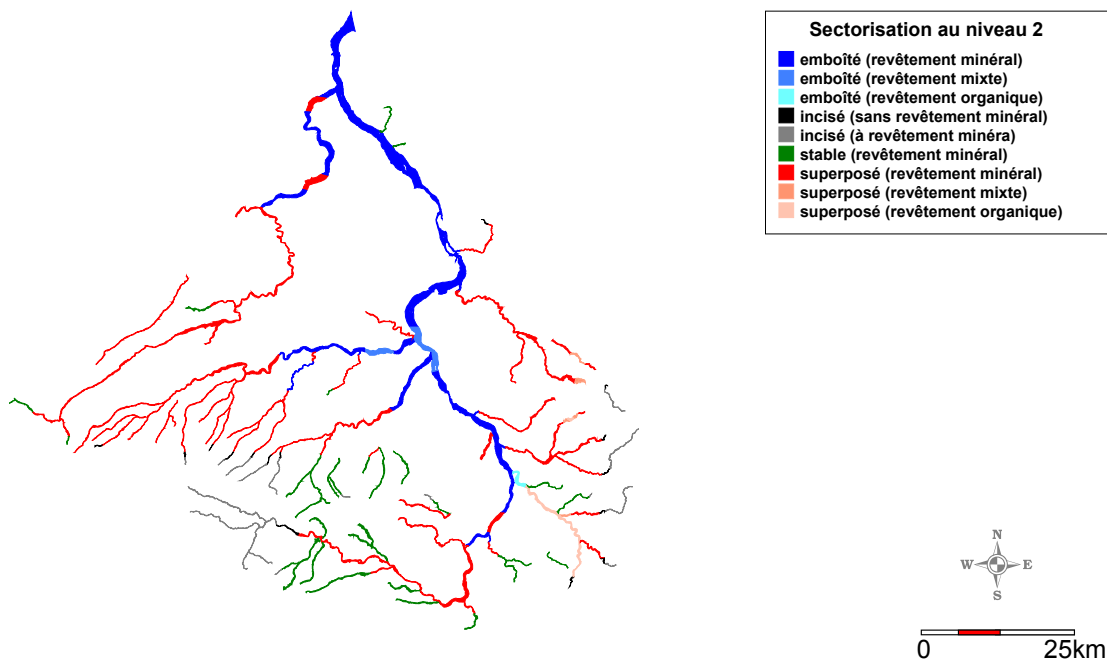 Sectorisation au niveau 2
emboîté (revêtement minéral)
emboîté (revêtement mixte)
emboîté (revêtement organique)
incisé (sans revêtement minéral)
incisé (à revêtement minéra)
stable (revêtement minéral)
superposé (revêtement minéral)
superposé (revêtement mixte)
superposé (revêtement organique)
N
W E
S
0 25km